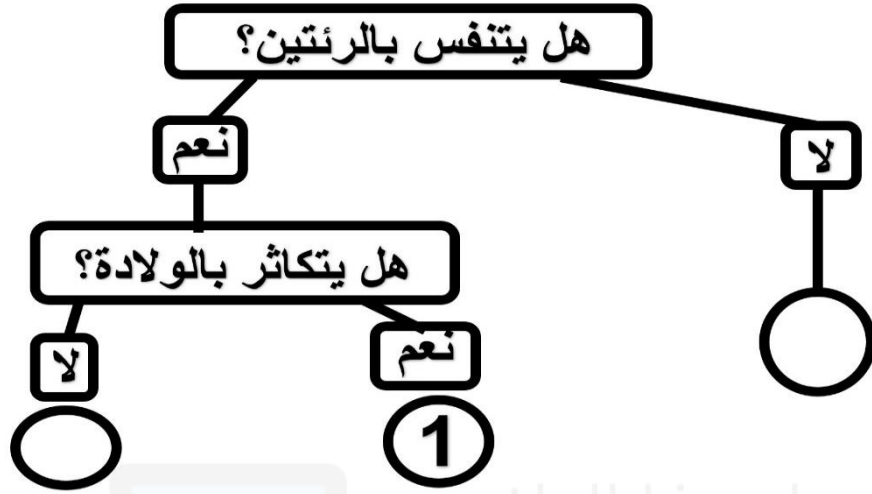 هل يتنفس بالرئتين؟
نعم
لا
هل يتكاثر بالولادة؟
نعم
لا
1